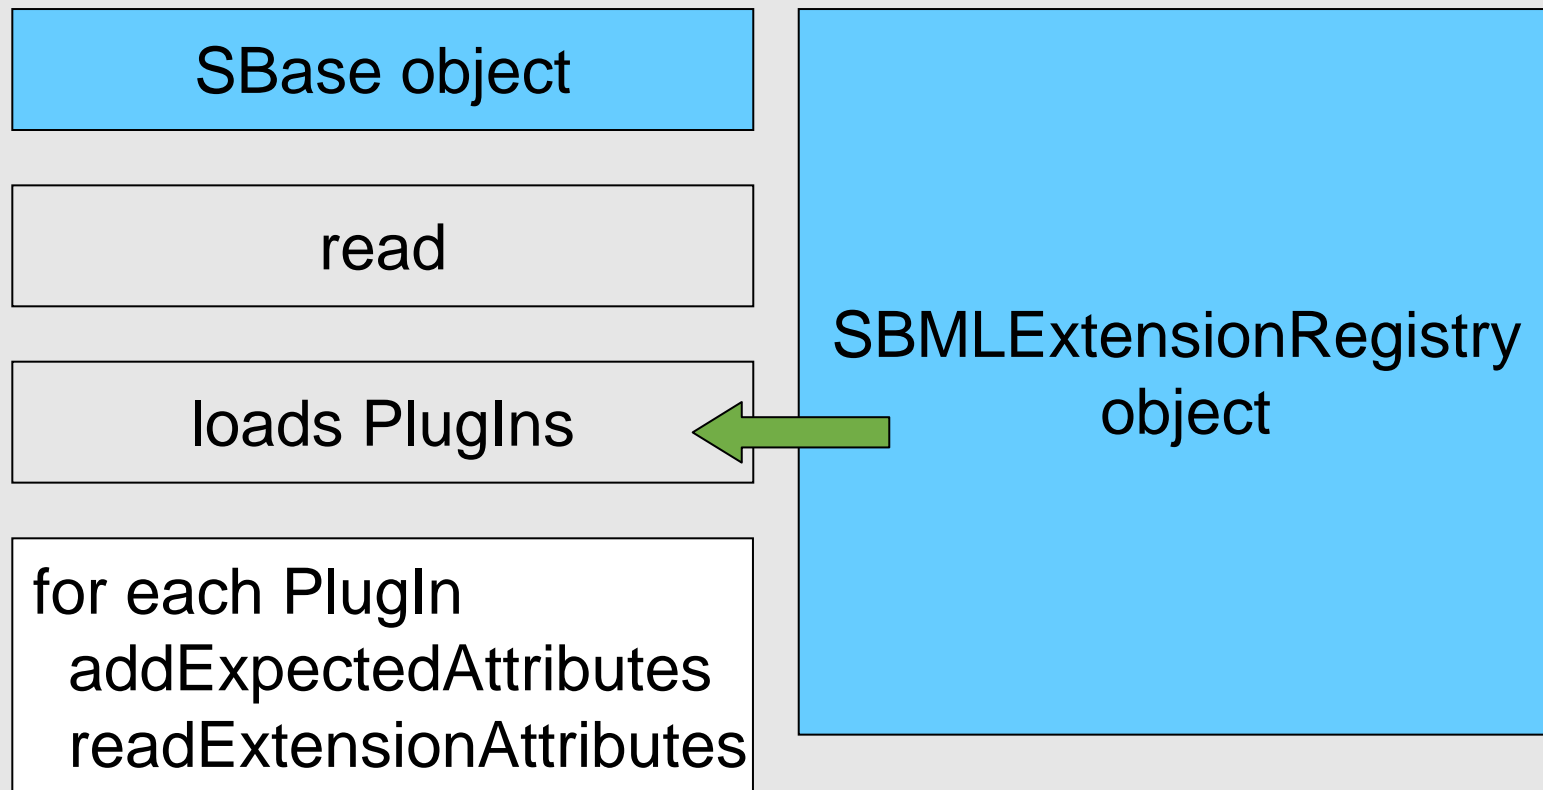 SBase object
read
loads PlugIns
for each PlugIn
addExpectedAttributes
readExtensionAttributes
SBMLExtensionRegistry
object